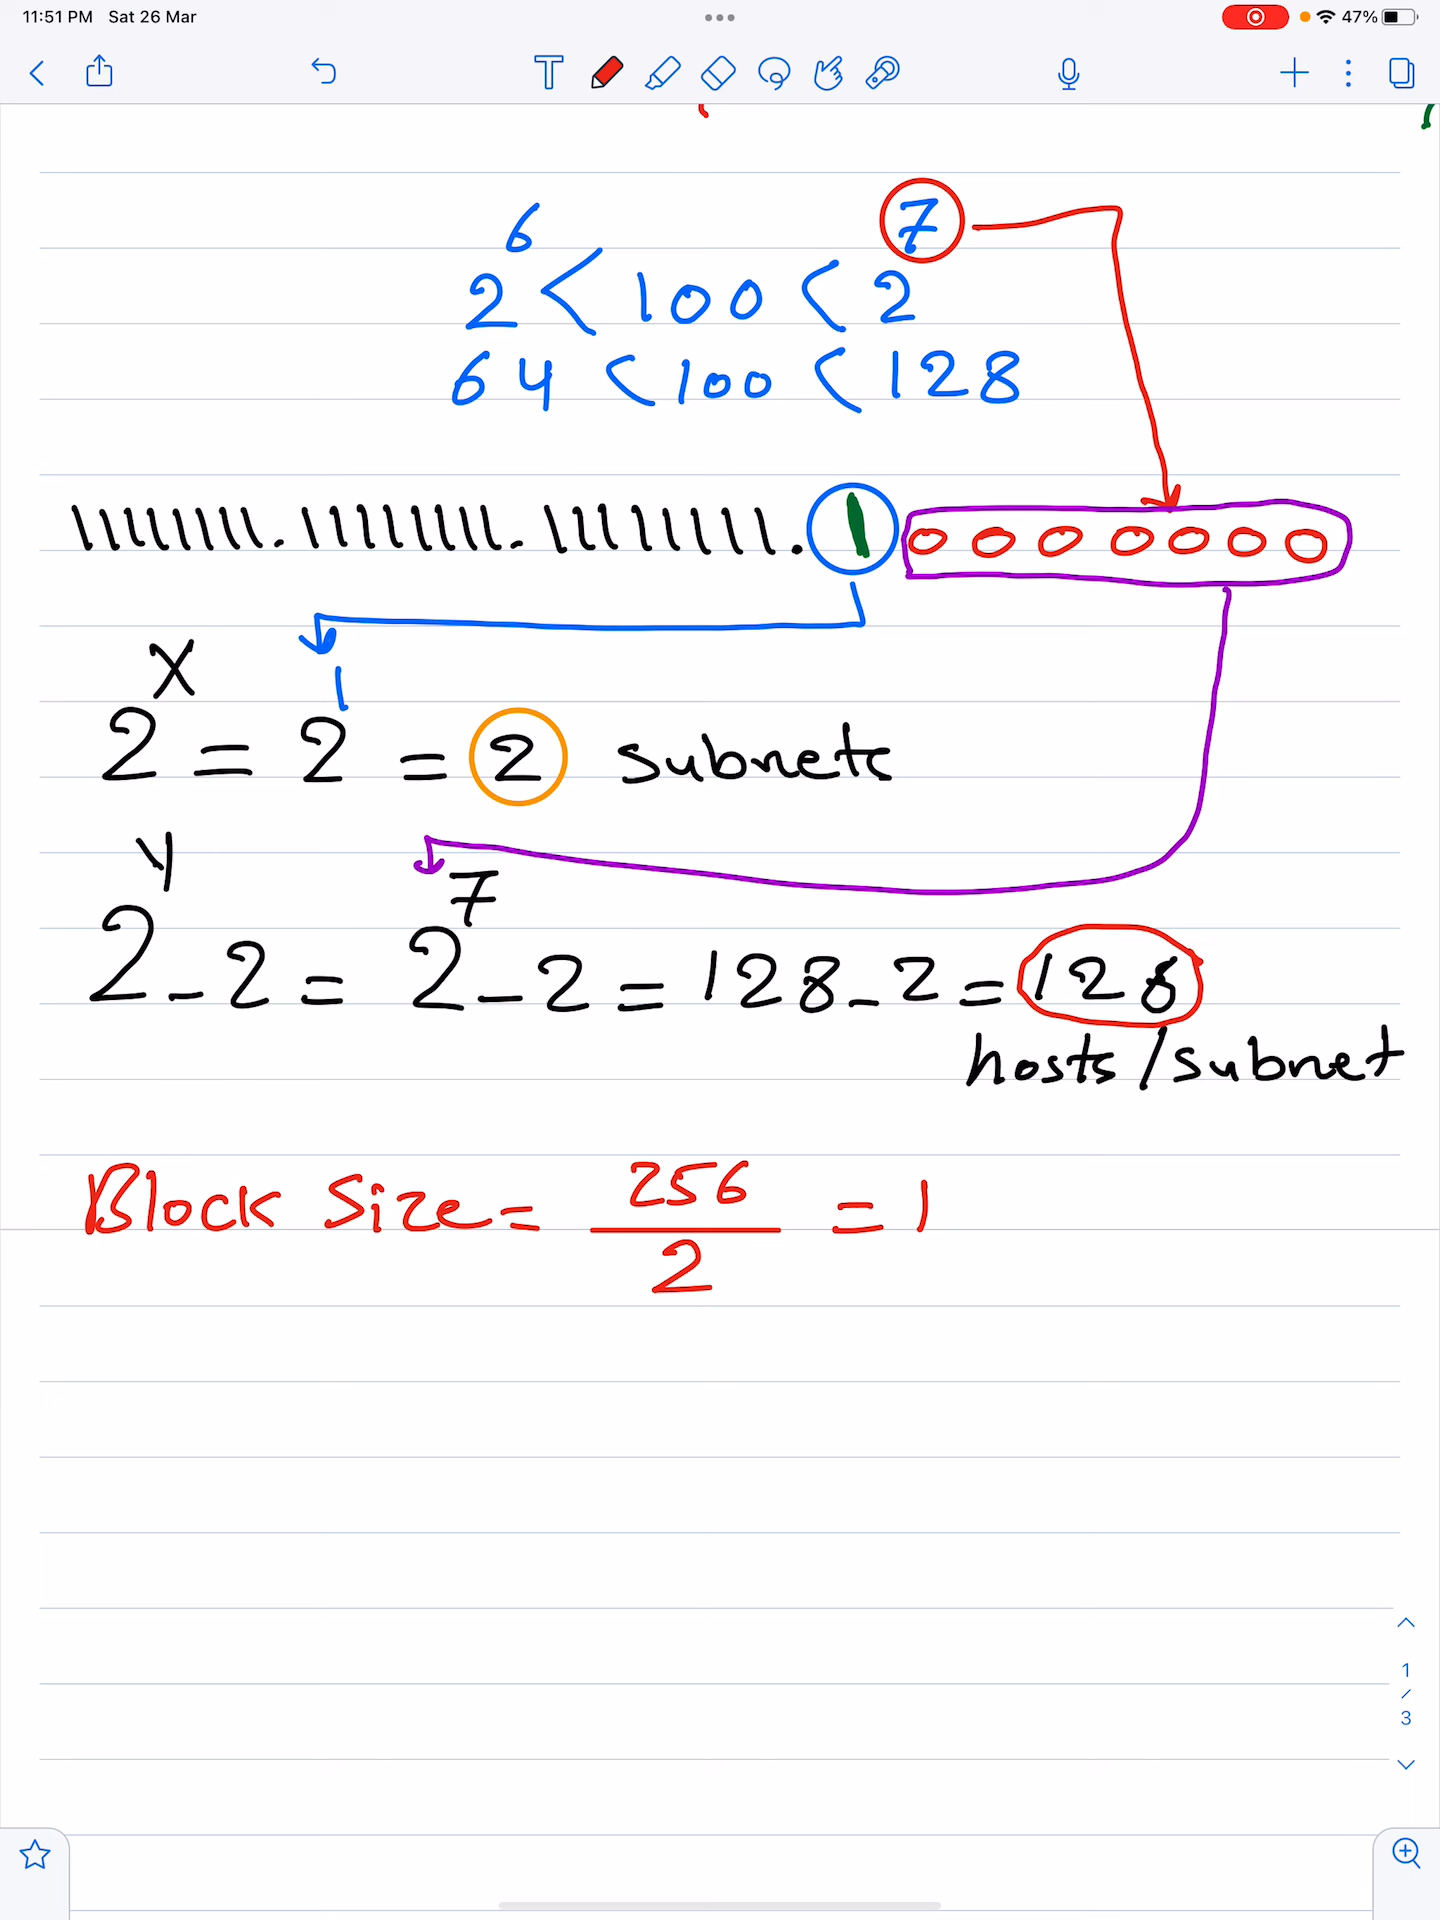 11:51 PM Sat 26 Mar 47%
6 7
2 < 100 < 2
64 < 100 < 128
11111111.11111111.11111111.1 0000000
X 1
2 = 2 = 2 subnets
y 7
2 - 2 = 2 - 2 = 128 - 2 = 128
hosts/subnet
256
Block Size = = 1
2
1
/
3